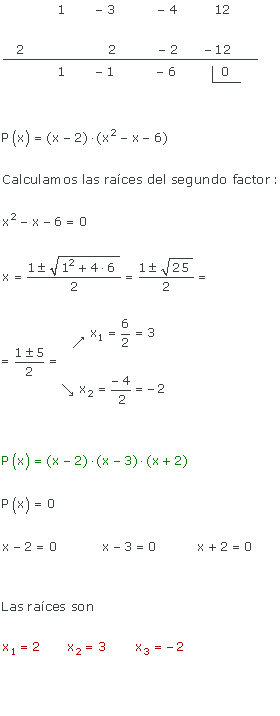 1 − 3 − 4 12
2 2 − 2 − 12
1 − 1 − 6 0
P(x) = (x − 2) · (x² − x − 6)
Calculamos las raíces del segundo factor :
x² − x − 6 = 0
x = (1 ± √(1² + 4 · 6))/2 = (1 ± √25)/2 =
↗ x₁ = 6/2 = 3
= (1 ± 5)/2 =
↘ x₂ = −4/2 = − 2
P(x) = (x − 2) · (x − 3) · (x + 2)
P(x) = 0
x − 2 = 0 x − 3 = 0 x + 2 = 0
Las raíces son
x₁ = 2 x₂ = 3 x₃ = − 2